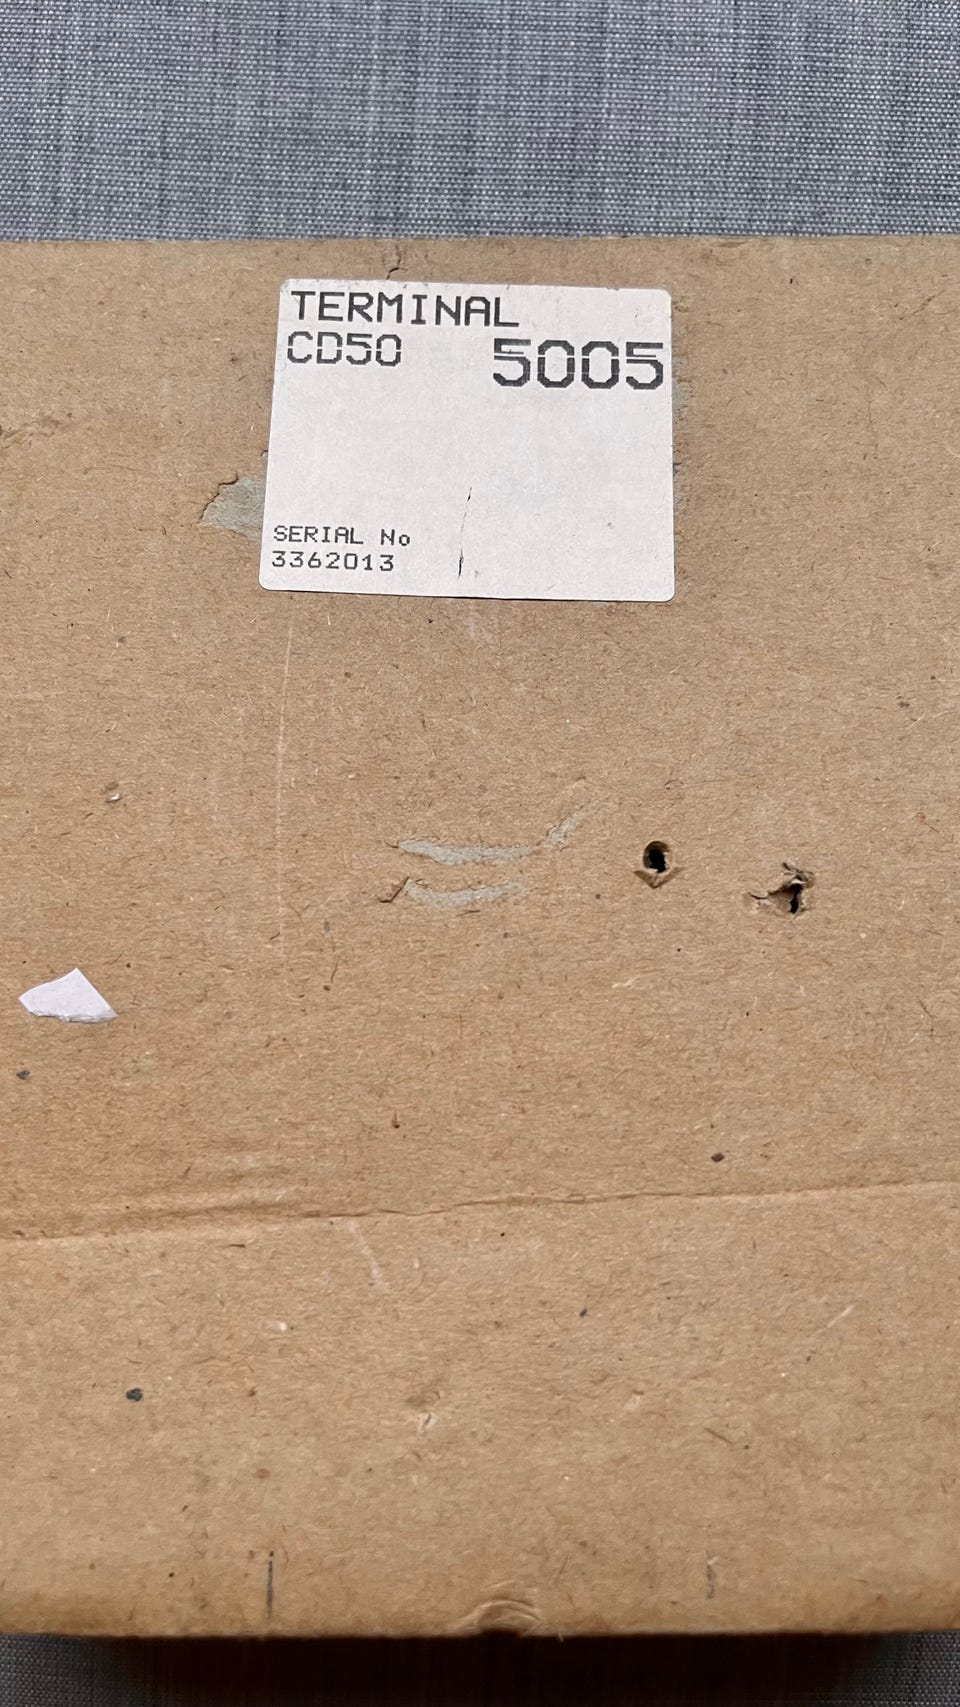 TERMINAL
CD50 5005
SERIAL No
3362013